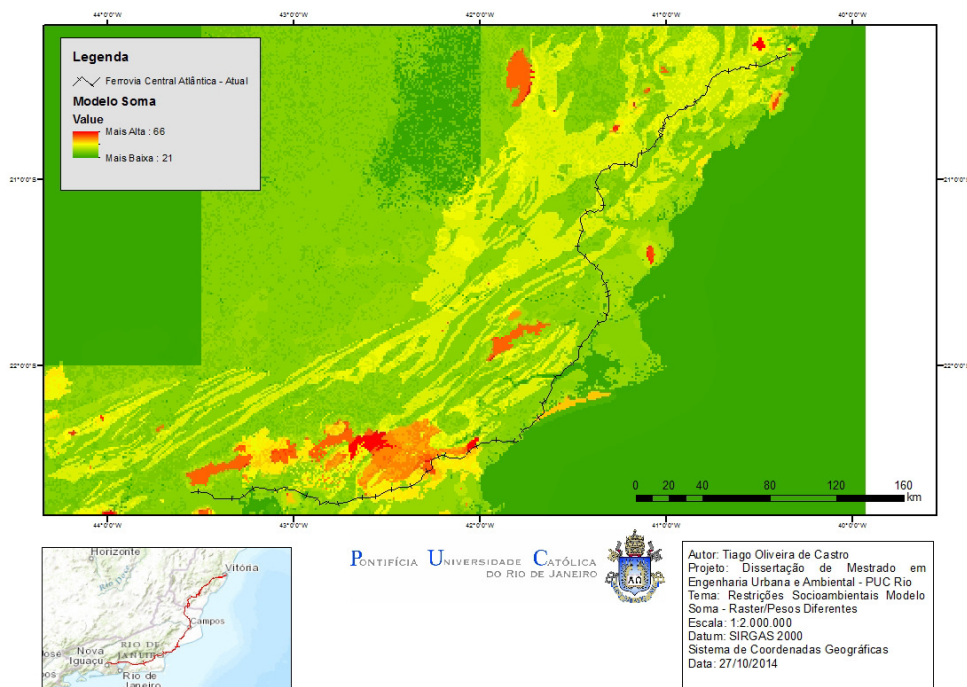 44°0'0"W 43°0'0"W 42°0'0"W 41°0'0"W 40°0'0"W
Legenda
Ferrovia Central Atlântica - Atual
Modelo Soma
Value
Mais Alta : 66
Mais Baixa : 21
21°0'0"S 21°0'0"S
22°0'0"S 22°0'0"S
0 20 40 80 120 160
km
44°0'0"W 43°0'0"W 42°0'0"W 41°0'0"W 40°0'0"W
Horizonte
Vitória
Campos
RIO DE
JANEIRO
José Nova
Iguaçu
Rio de
Janeiro
PONTIFÍCIA UNIVERSIDADE CATÓLICA
DO RIO DE JANEIRO
Autor: Tiago Oliveira de Castro
Projeto: Dissertação de Mestrado em
Engenharia Urbana e Ambiental - PUC Rio
Tema: Restrições Socioambientais Modelo
Soma - Raster/Pesos Diferentes
Escala: 1:2.000.000
Datum: SIRGAS 2000
Sistema de Coordenadas Geográficas
Data: 27/10/2014